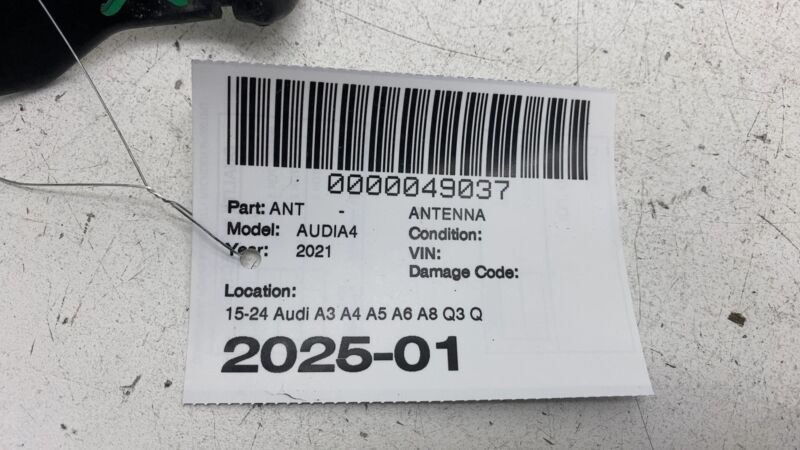 0000049037
Part: ANT - ANTENNA
Model: AUDIA4 Condition:
Year: 2021 VIN:
Damage Code:
Location:
15-24 Audi A3 A4 A5 A6 A8 Q3 Q
2025-01